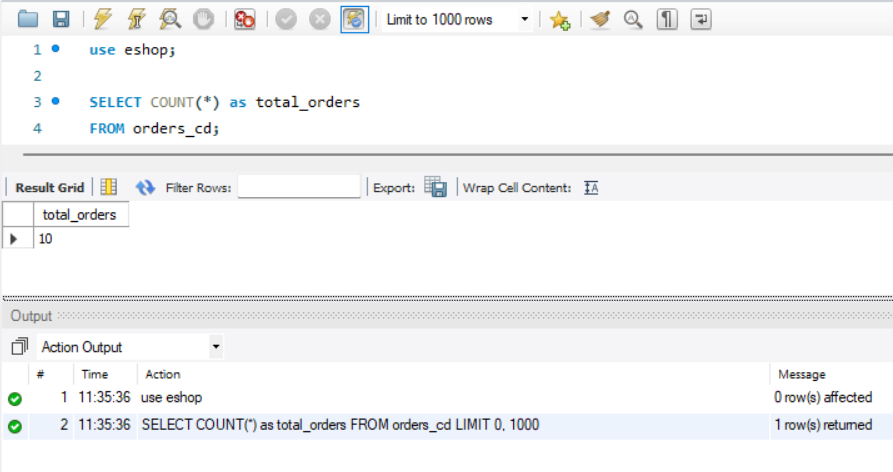 Limit to 1000 rows
1 use eshop;
2
3 SELECT COUNT(*) as total_orders
4 FROM orders_cd;
Result Grid Filter Rows: Export: Wrap Cell Content: IA
total_orders
10
Output
Action Output
# Time Action Message
1 11:35:36 use eshop 0 row(s) affected
2 11:35:36 SELECT COUNT(*) as total_orders FROM orders_cd LIMIT 0, 1000 1 row(s) returned